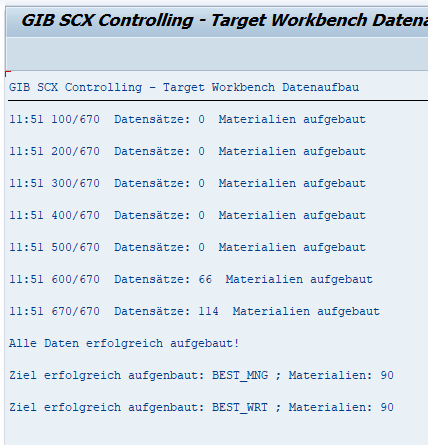 GIB SCX Controlling - Target Workbench Datena
GIB SCX Controlling - Target Workbench Datenaufbau
11:51 100/670 Datensätze: 0 Materialien aufgebaut
11:51 200/670 Datensätze: 0 Materialien aufgebaut
11:51 300/670 Datensätze: 0 Materialien aufgebaut
11:51 400/670 Datensätze: 0 Materialien aufgebaut
11:51 500/670 Datensätze: 0 Materialien aufgebaut
11:51 600/670 Datensätze: 66 Materialien aufgebaut
11:51 670/670 Datensätze: 114 Materialien aufgebaut
Alle Daten erfolgreich aufgebaut!
Ziel erfolgreich aufgenbaut: BEST_MNG ; Materialien: 90
Ziel erfolgreich aufgenbaut: BEST_WRT ; Materialien: 90